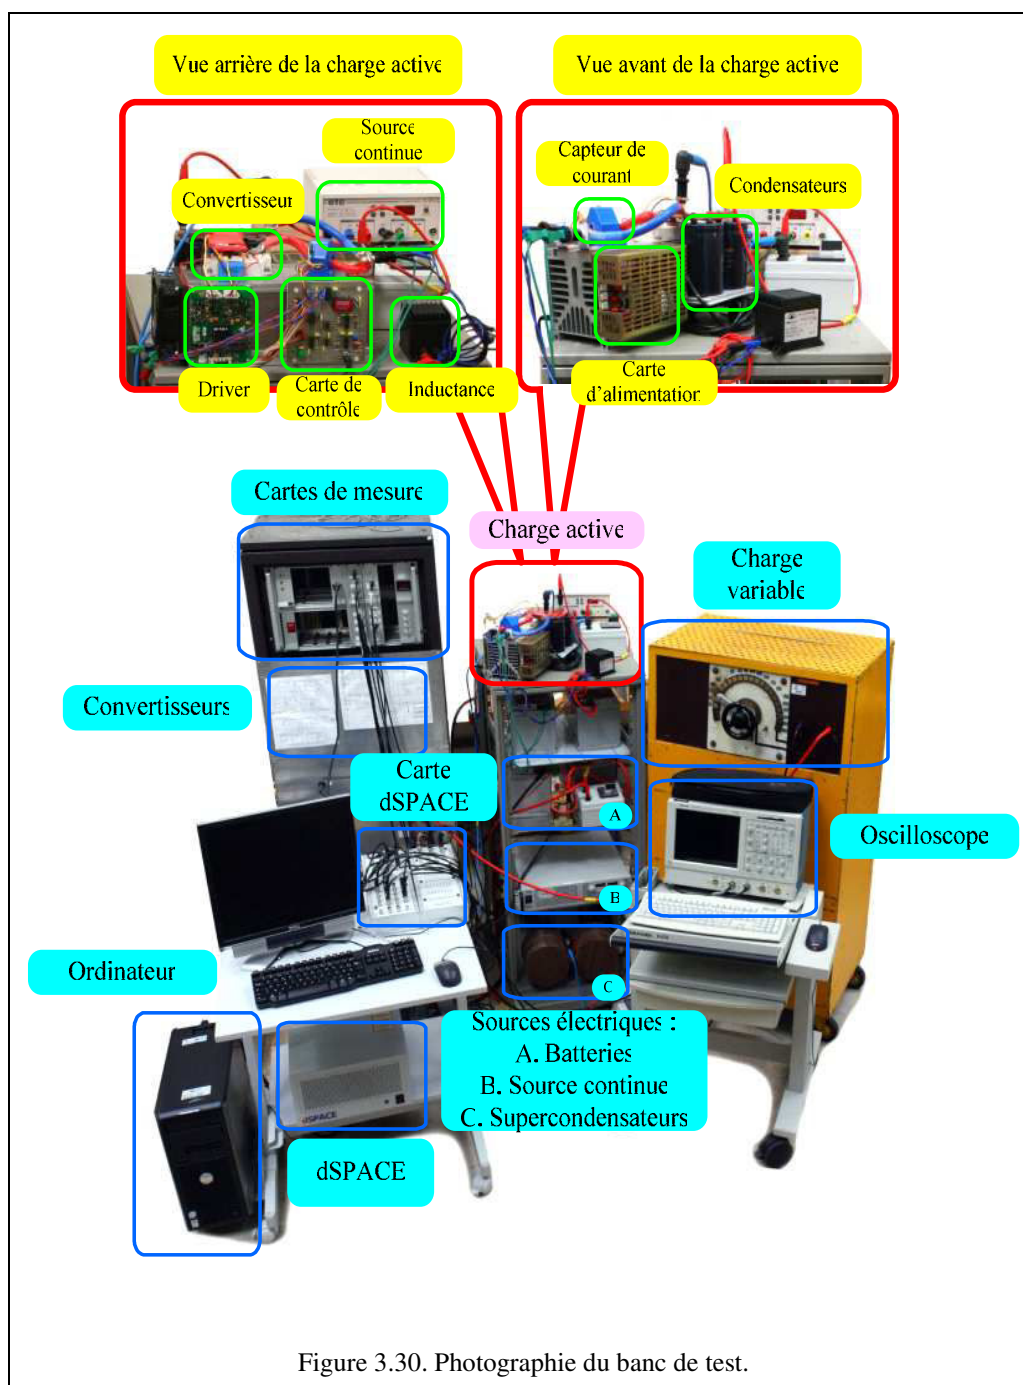 Vue arrière de la charge active
Vue avant de la charge active
Source
continue
Convertisseur
Capteur de
courant
Condensateurs
Driver
Carte de
contrôle
Inductance
Carte
d'alimentation
Cartes de mesure
Charge active
Charge
variable
Convertisseurs
Carte
dSPACE
A
Oscilloscope
B
Ordinateur
C
Sources électriques :
A. Batteries
B. Source continue
C. Supercondensateurs
dSPACE
dSPACE
Figure 3.30. Photographie du banc de test.